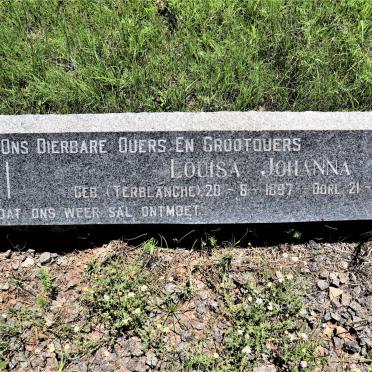 Ons Dierbare Ouers En Grootouers
Louisa Johanna
Geb (Terblanche) 20-6-1897 Oorl 21-
dat ons weer sal ontmoet